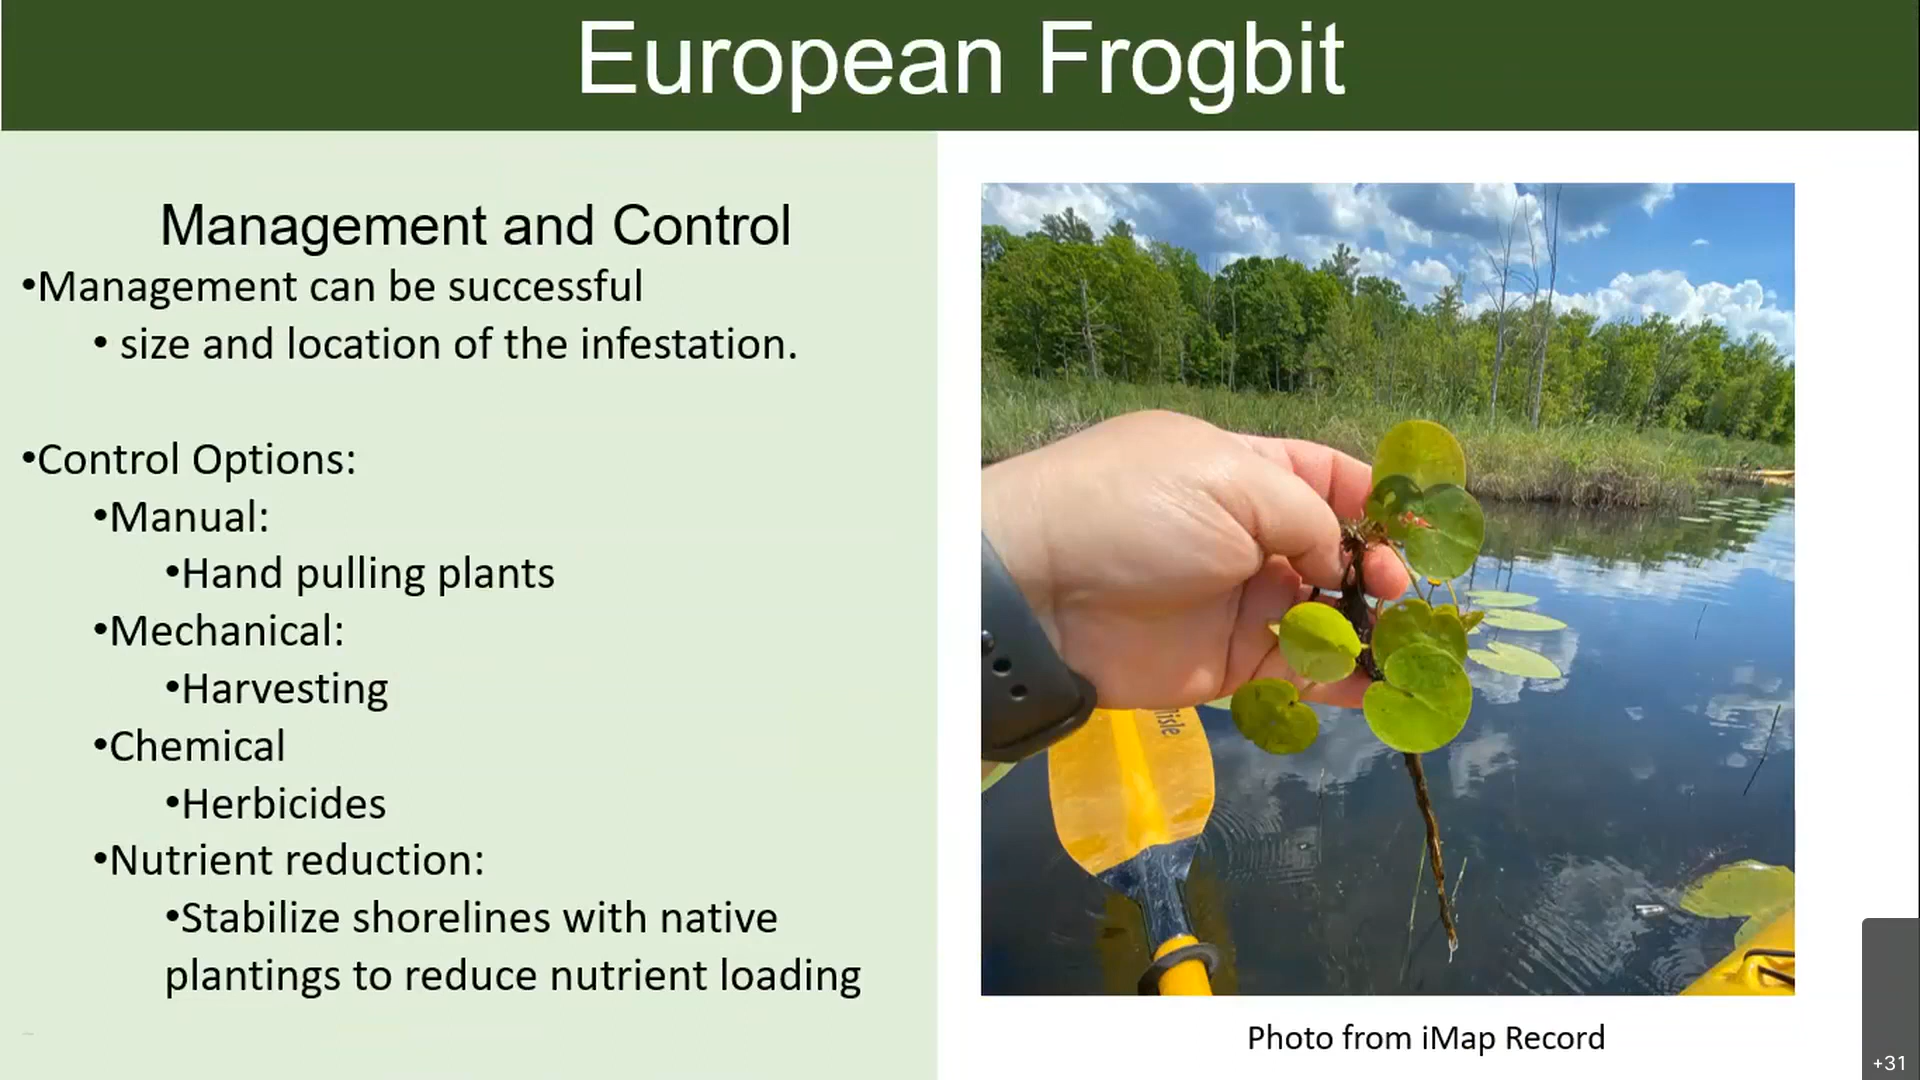 European Frogbit
Management and Control
•Management can be successful
• size and location of the infestation.
•Control Options:
•Manual:
•Hand pulling plants
•Mechanical:
•Harvesting
•Chemical
•Herbicides
•Nutrient reduction:
•Stabilize shorelines with native
plantings to reduce nutrient loading
Photo from iMap Record
+31